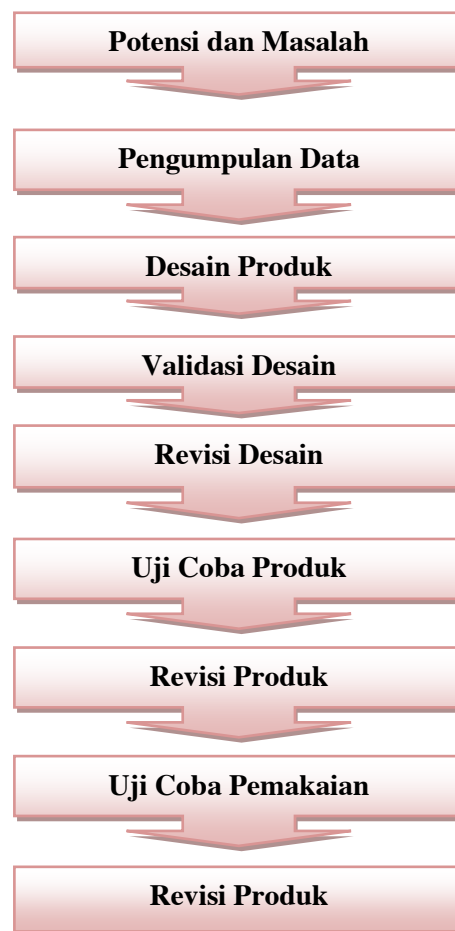 Potensi dan Masalah
Pengumpulan Data
Desain Produk
Validasi Desain
Revisi Desain
Uji Coba Produk
Revisi Produk
Uji Coba Pemakaian
Revisi Produk